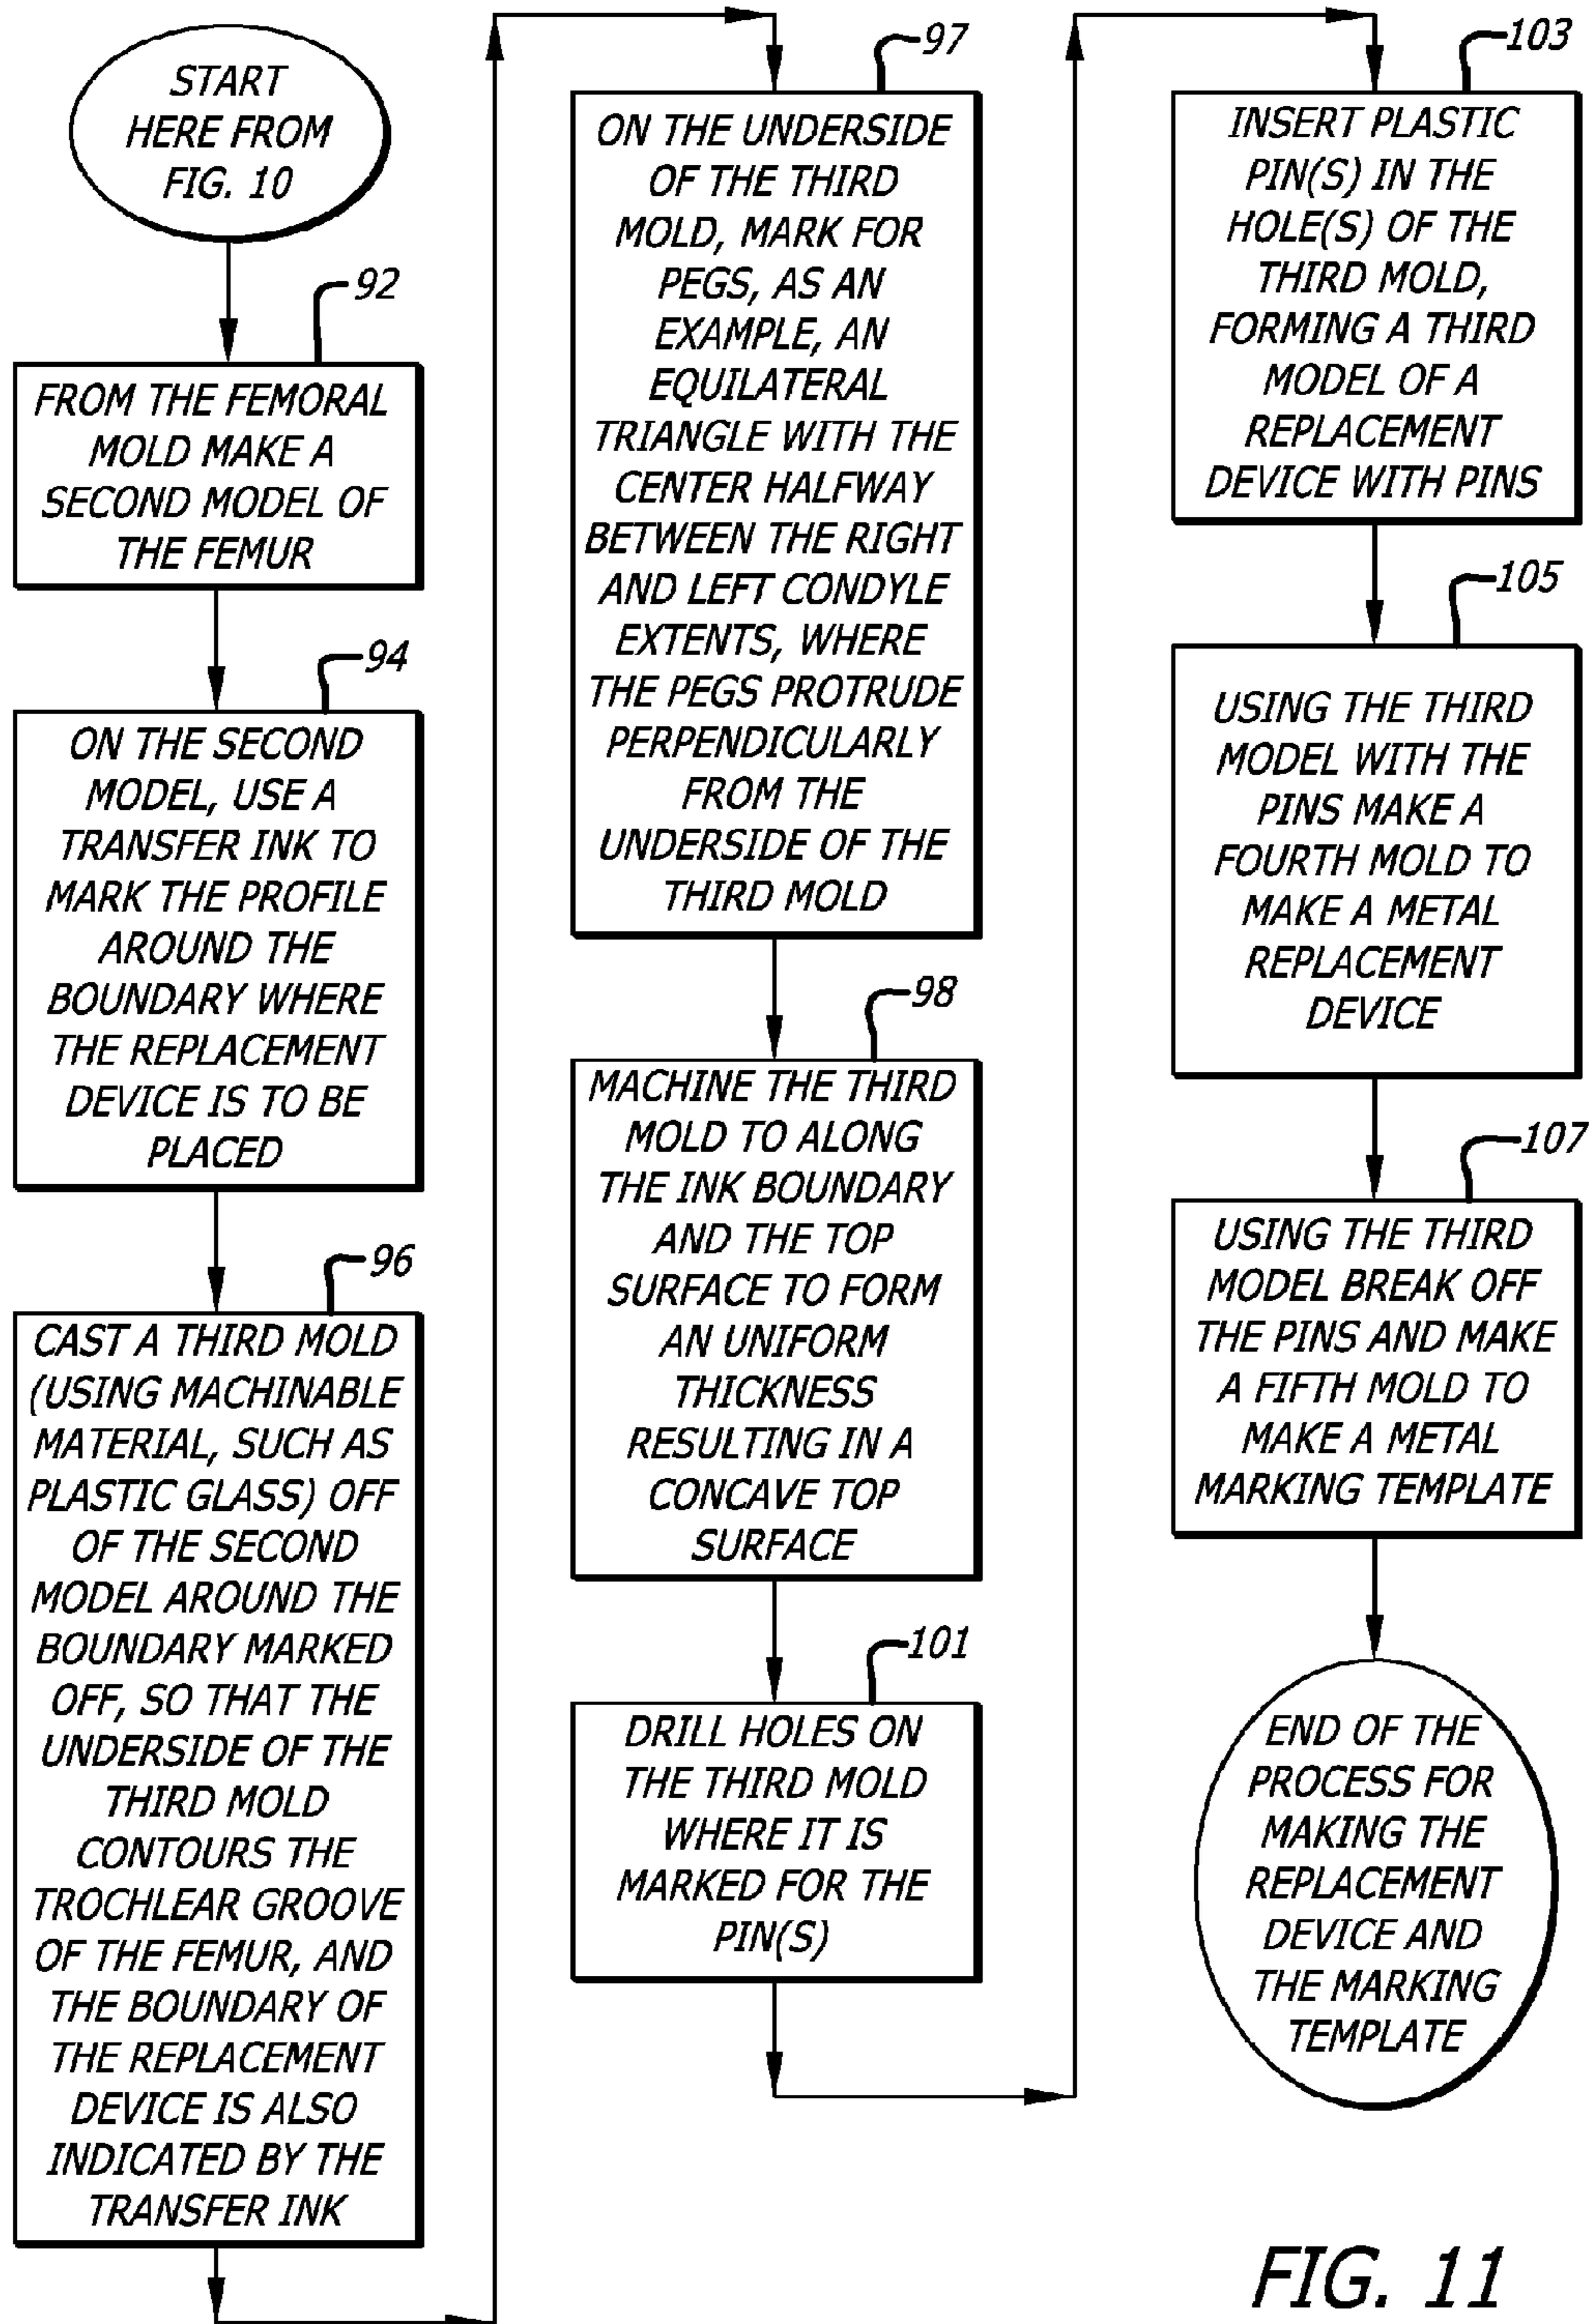 START
HERE FROM
FIG. 10
92
FROM THE FEMORAL
MOLD MAKE A
SECOND MODEL OF
THE FEMUR
94
ON THE SECOND
MODEL, USE A
TRANSFER INK TO
MARK THE PROFILE
AROUND THE
BOUNDARY WHERE
THE REPLACEMENT
DEVICE IS TO BE
PLACED
96
CAST A THIRD MOLD
(USING MACHINABLE
MATERIAL, SUCH AS
PLASTIC GLASS) OFF
OF THE SECOND
MODEL AROUND THE
BOUNDARY MARKED
OFF, SO THAT THE
UNDERSIDE OF THE
THIRD MOLD
CONTOURS THE
TROCHLEAR GROOVE
OF THE FEMUR, AND
THE BOUNDARY OF
THE REPLACEMENT
DEVICE IS ALSO
INDICATED BY THE
TRANSFER INK
97
ON THE UNDERSIDE
OF THE THIRD
MOLD, MARK FOR
PEGS, AS AN
EXAMPLE, AN
EQUILATERAL
TRIANGLE WITH THE
CENTER HALFWAY
BETWEEN THE RIGHT
AND LEFT CONDYLE
EXTENTS, WHERE
THE PEGS PROTRUDE
PERPENDICULARLY
FROM THE
UNDERSIDE OF THE
THIRD MOLD
98
MACHINE THE THIRD
MOLD TO ALONG
THE INK BOUNDARY
AND THE TOP
SURFACE TO FORM
AN UNIFORM
THICKNESS
RESULTING IN A
CONCAVE TOP
SURFACE
101
DRILL HOLES ON
THE THIRD MOLD
WHERE IT IS
MARKED FOR THE
PIN(S)
103
INSERT PLASTIC
PIN(S) IN THE
HOLE(S) OF THE
THIRD MOLD,
FORMING A THIRD
MODEL OF A
REPLACEMENT
DEVICE WITH PINS
105
USING THE THIRD
MODEL WITH THE
PINS MAKE A
FOURTH MOLD TO
MAKE A METAL
REPLACEMENT
DEVICE
107
USING THE THIRD
MODEL BREAK OFF
THE PINS AND MAKE
A FIFTH MOLD TO
MAKE A METAL
MARKING TEMPLATE
END OF THE
PROCESS FOR
MAKING THE
REPLACEMENT
DEVICE AND
THE MARKING
TEMPLATE
FIG. 11